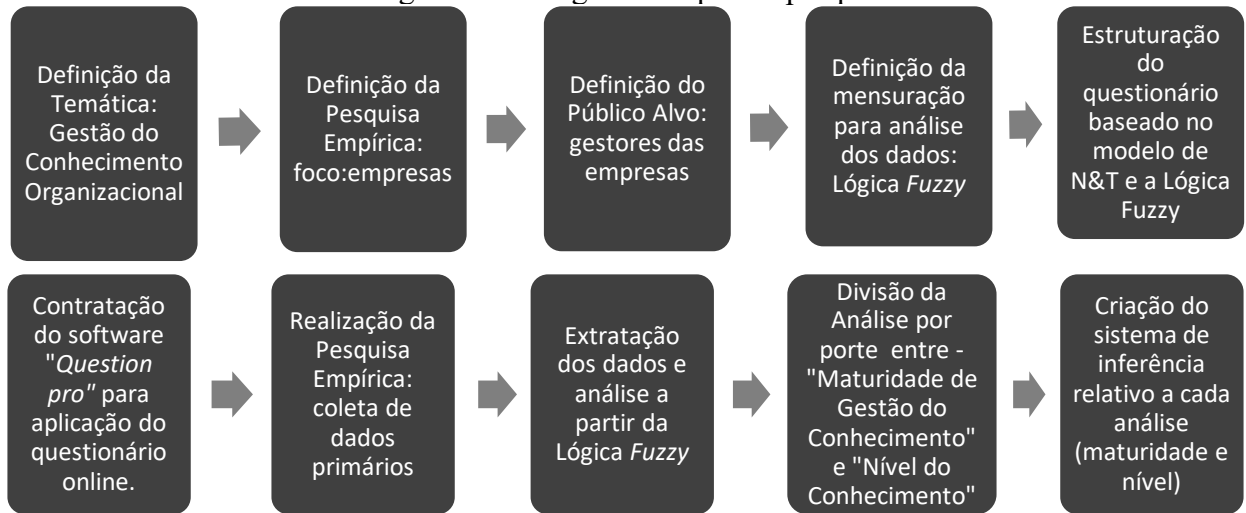 Definição da
Temática:
Gestão do
Conhecimento
Organizacional
Definição da
Pesquisa
Empírica:
foco:empresas
Definição do
Público Alvo:
gestores das
empresas
Definição da
mensuração
para análise
dos dados:
Lógica Fuzzy
Estruturação
do
questionário
baseado no
modelo de
N&T e a Lógica
Fuzzy
Contratação
do software
"Question
pro" para
aplicação do
questionário
online.
Realização da
Pesquisa
Empírica:
coleta de
dados
primários
Extratação
dos dados e
análise a
partir da
Lógica Fuzzy
Divisão da
Análise por
porte entre -
"Maturidade de
Gestão do
Conhecimento"
e "Nível do
Conhecimento"
Criação do
sistema de
inferência
relativo a cada
análise
(maturidade e
nível)